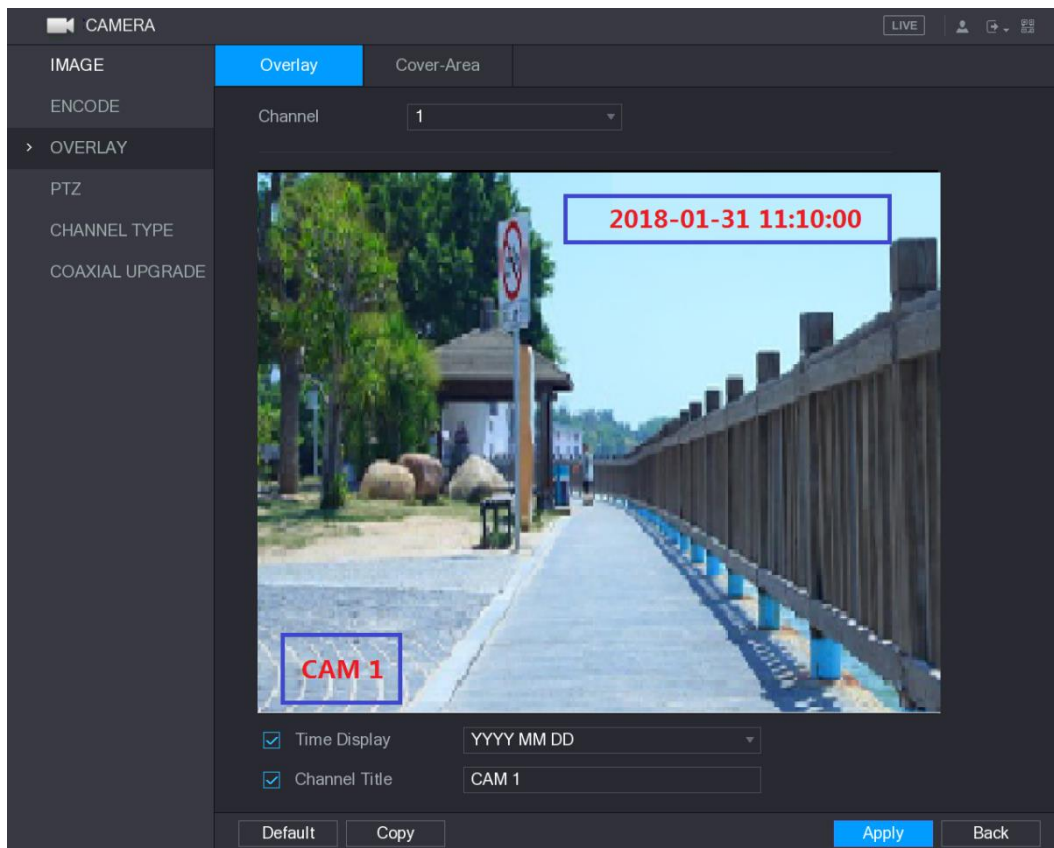 CAMERA
LIVE
IMAGE
ENCODE
OVERLAY
PTZ
CHANNEL TYPE
COAXIAL UPGRADE
Overlay Cover-Area
Channel 1
2018-01-31 11:10:00
CAM 1
Time Display YYYY MM DD
Channel Title CAM 1
Default Copy Apply Back